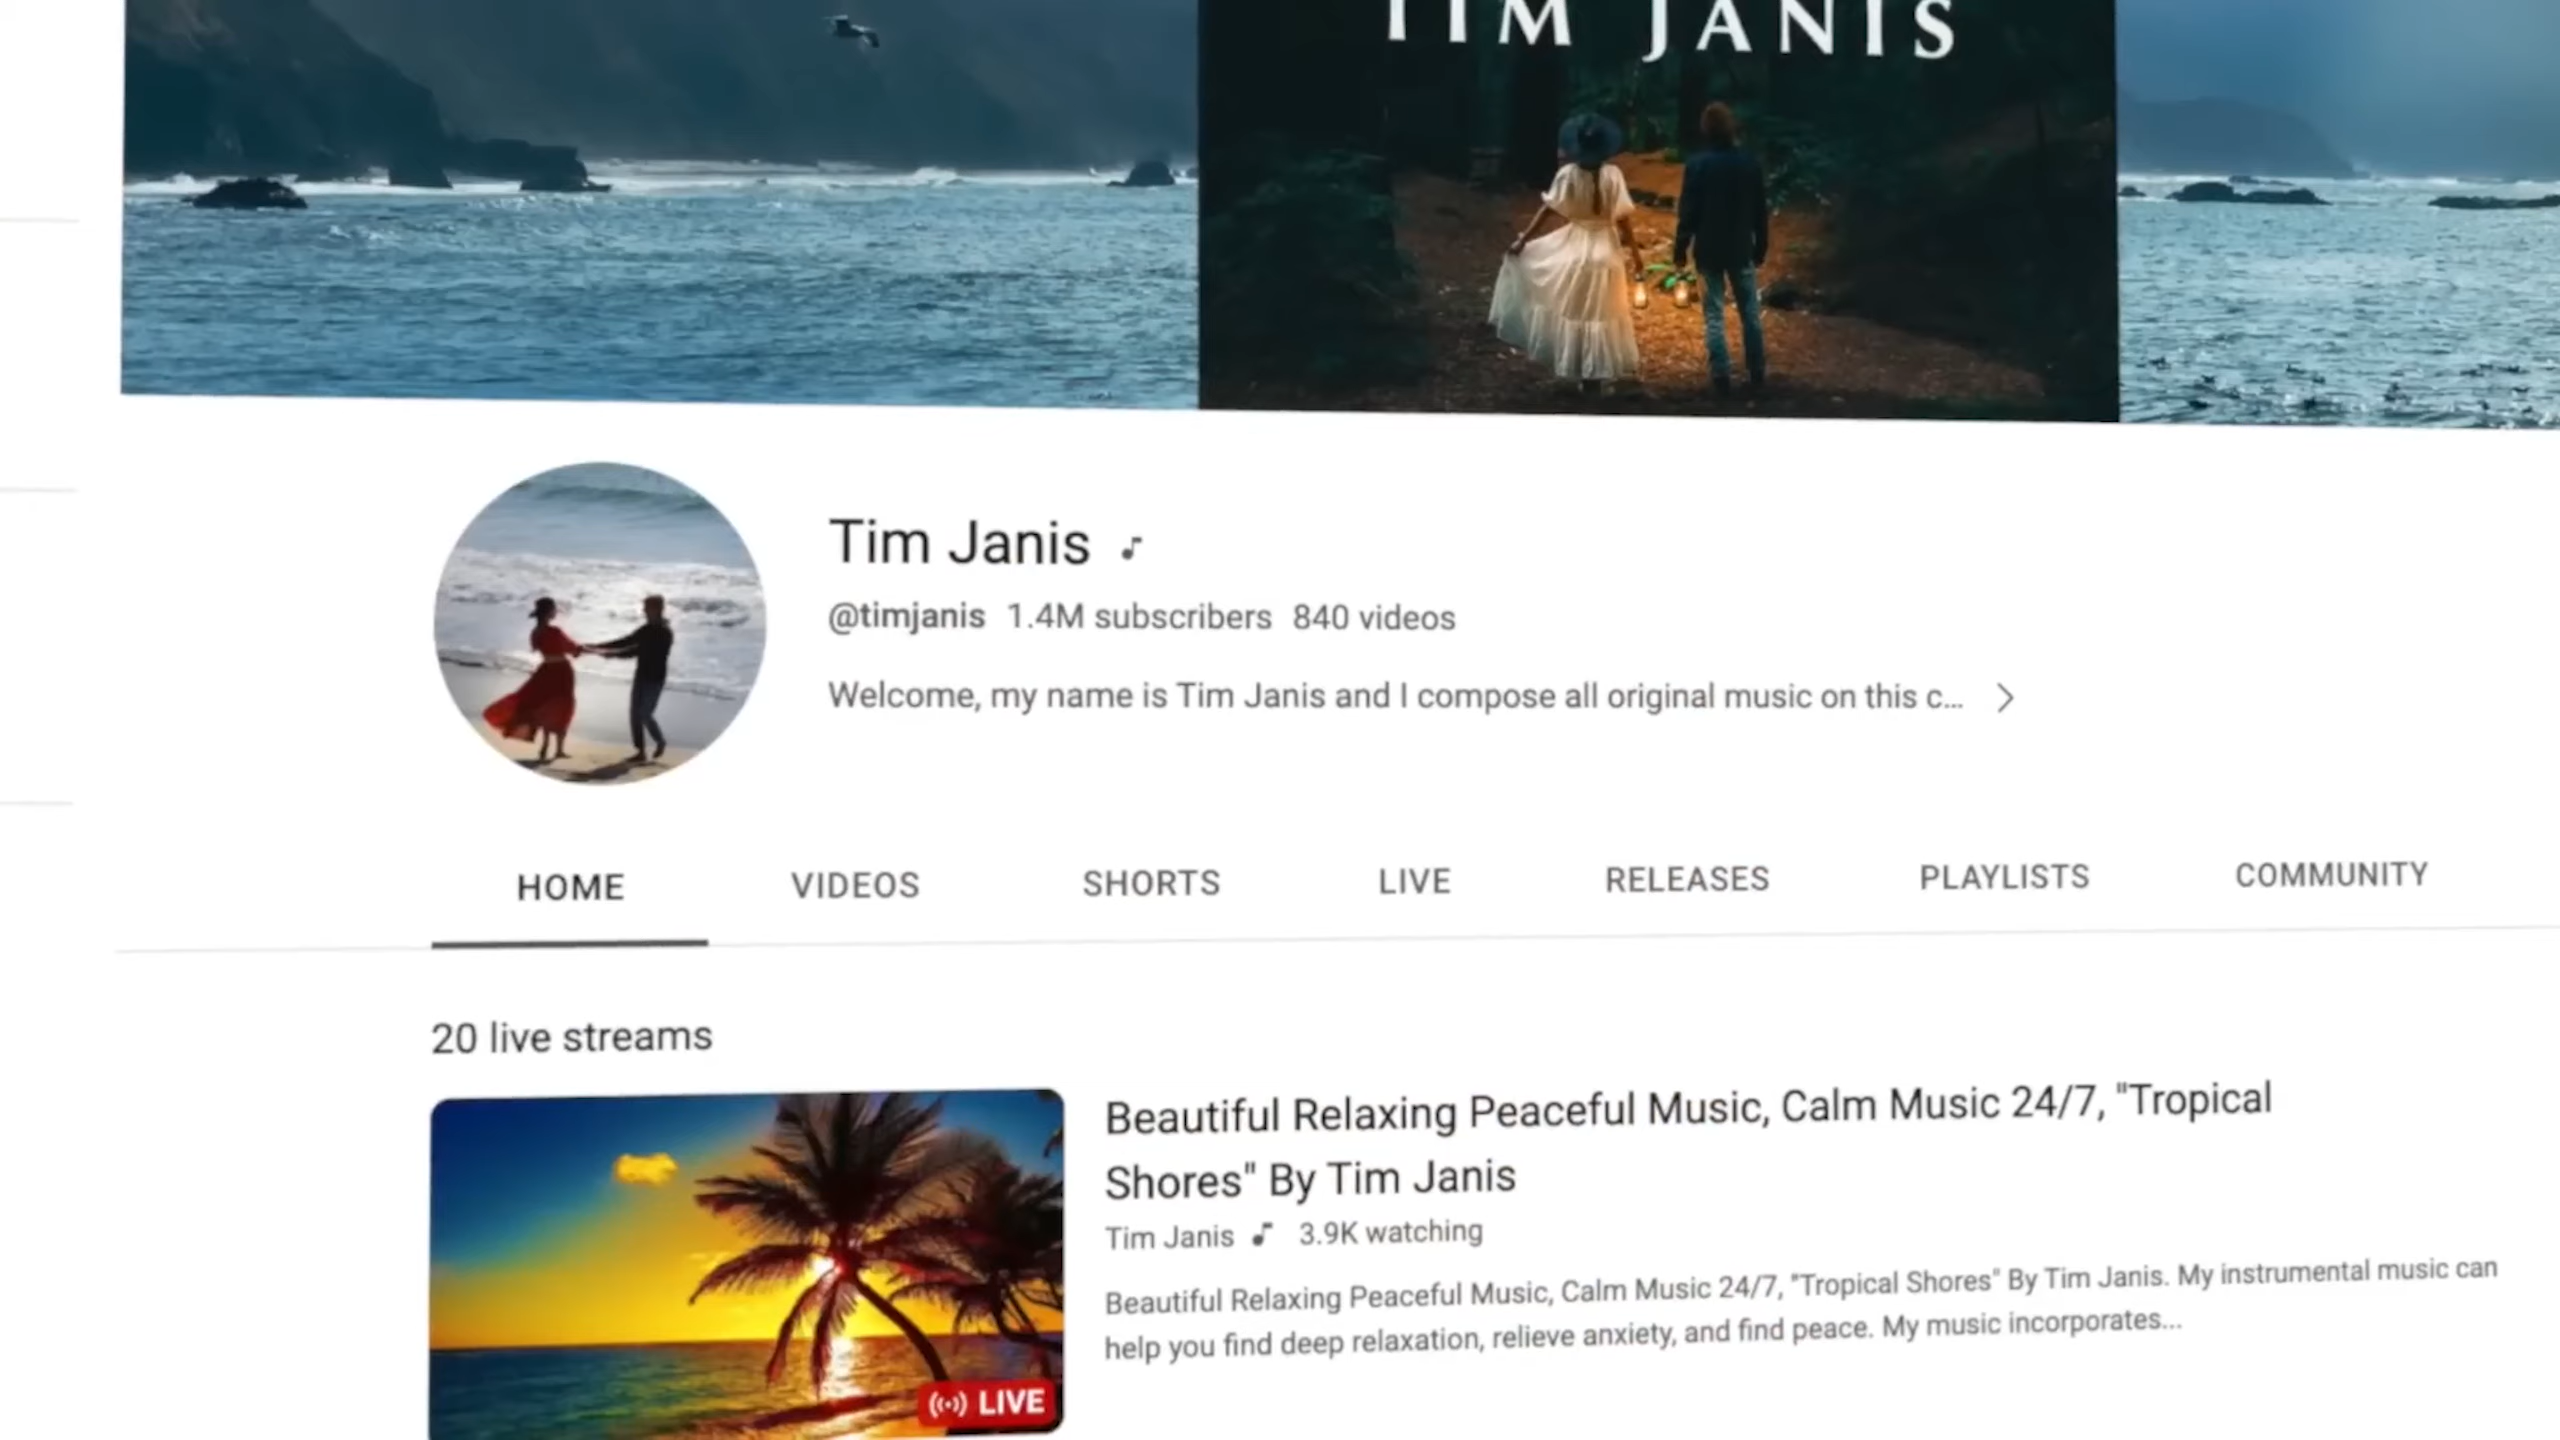 TIM JANIS
Tim Janis
@timjanis 1.4M subscribers 840 videos
Welcome, my name is Tim Janis and I compose all original music on this c...
HOME VIDEOS SHORTS LIVE RELEASES PLAYLISTS COMMUNITY
20 live streams
Beautiful Relaxing Peaceful Music, Calm Music 24/7, "Tropical
Shores" By Tim Janis
Tim Janis 3.9K watching
Beautiful Relaxing Peaceful Music, Calm Music 24/7, "Tropical Shores" By Tim Janis. My instrumental music can
help you find deep relaxation, relieve anxiety, and find peace. My music incorporates...
LIVE